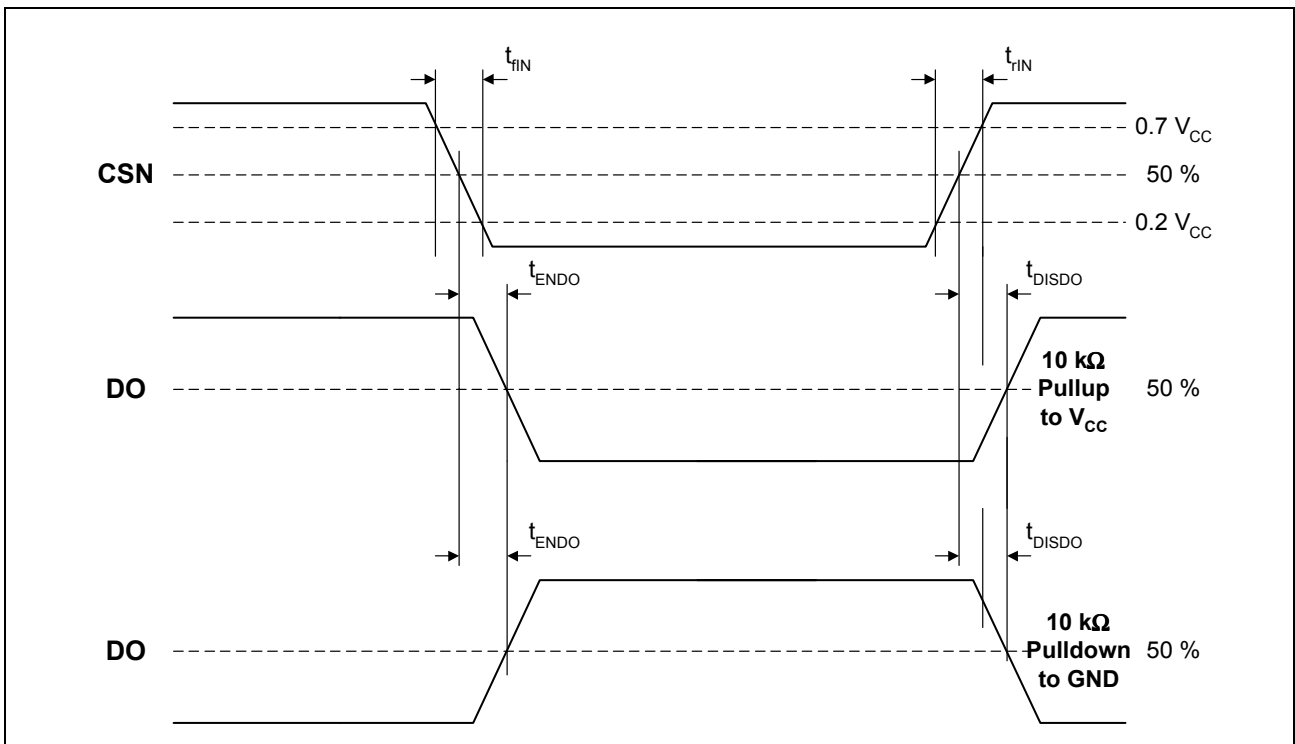 t_fIN
t_rIN
0.7 V_CC
CSN
50 %
0.2 V_CC
t_ENDO
t_DISDO
10 kΩ
Pullup
to V_CC
DO
50 %
t_ENDO
t_DISDO
10 kΩ
Pulldown
to GND
DO
50 %